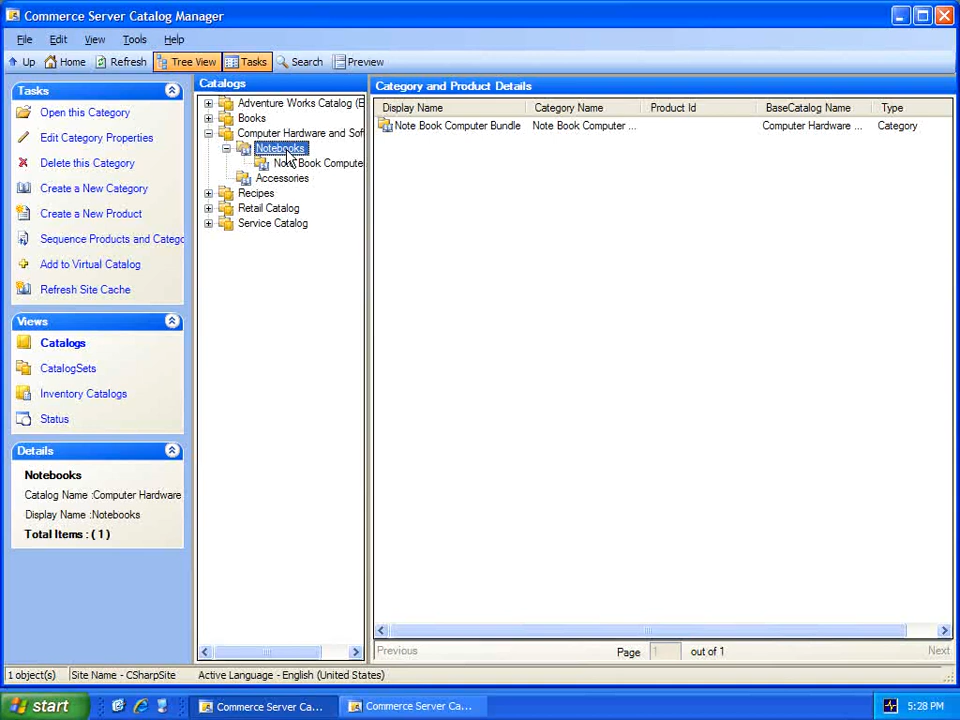 Commerce Server Catalog Manager
File Edit View Tools Help
Up Home Refresh Tree View Tasks Search Preview
Tasks
Open this Category
Edit Category Properties
Delete this Category
Create a New Category
Create a New Product
Sequence Products and Catego
Add to Virtual Catalog
Refresh Site Cache
Views
Catalogs
CatalogSets
Inventory Catalogs
Status
Details
Notebooks
Catalog Name :Computer Hardware
Display Name :Notebooks
Total Items : ( 1 )
Catalogs
Adventure Works Catalog (E
Books
Computer Hardware and Sof
Notebooks
Note Book Compute
Accessories
Recipes
Retail Catalog
Service Catalog
Category and Product Details
Display Name Category Name Product Id BaseCatalog Name Type
Note Book Computer Bundle Note Book Computer ... Computer Hardware ... Category
Previous Page 1 out of 1 Next
1 object(s) Site Name - CSharpSite Active Language - English (United States)
start Commerce Server Ca... Commerce Server Ca... 5:28 PM